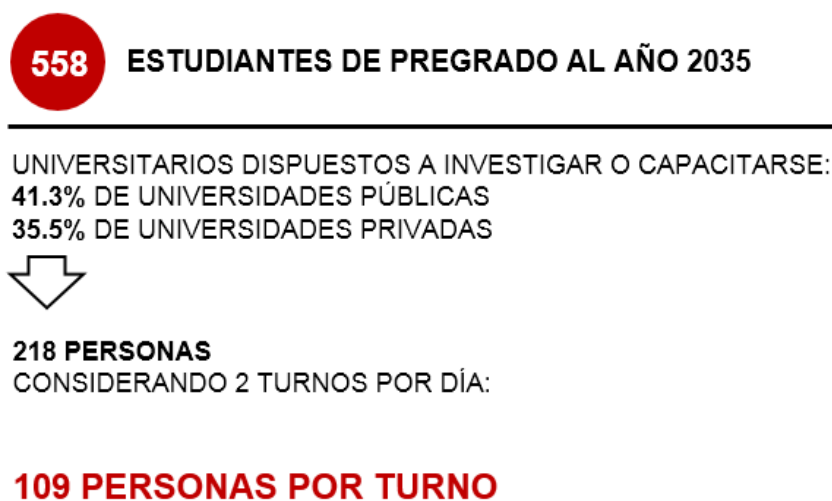 558 ESTUDIANTES DE PREGRADO AL AÑO 2035
UNIVERSITARIOS DISPUESTOS A INVESTIGAR O CAPACITARSE:
41.3% DE UNIVERSIDADES PÚBLICAS
35.5% DE UNIVERSIDADES PRIVADAS
218 PERSONAS
CONSIDERANDO 2 TURNOS POR DÍA:
109 PERSONAS POR TURNO